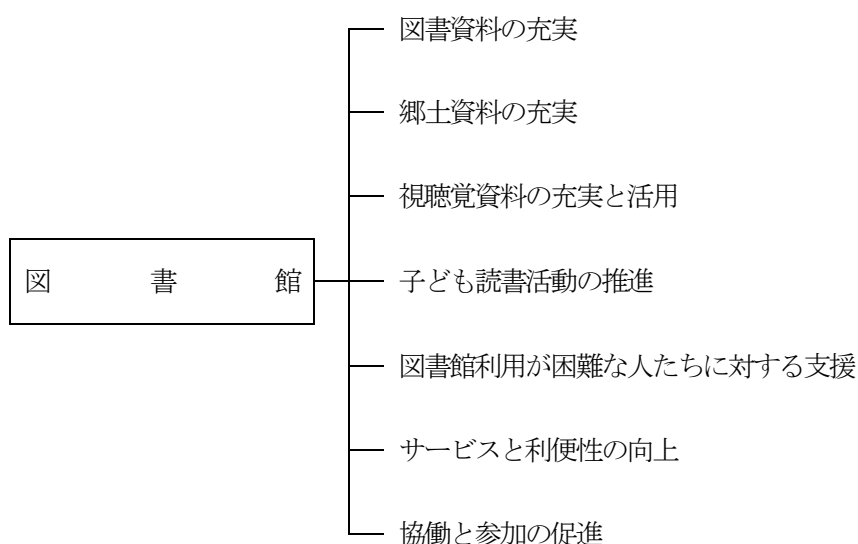 図書資料の充実
郷土資料の充実
視聴覚資料の充実と活用
図書館
子ども読書活動の推進
図書館利用が困難な人たちに対する支援
サービスと利便性の向上
協働と参加の促進